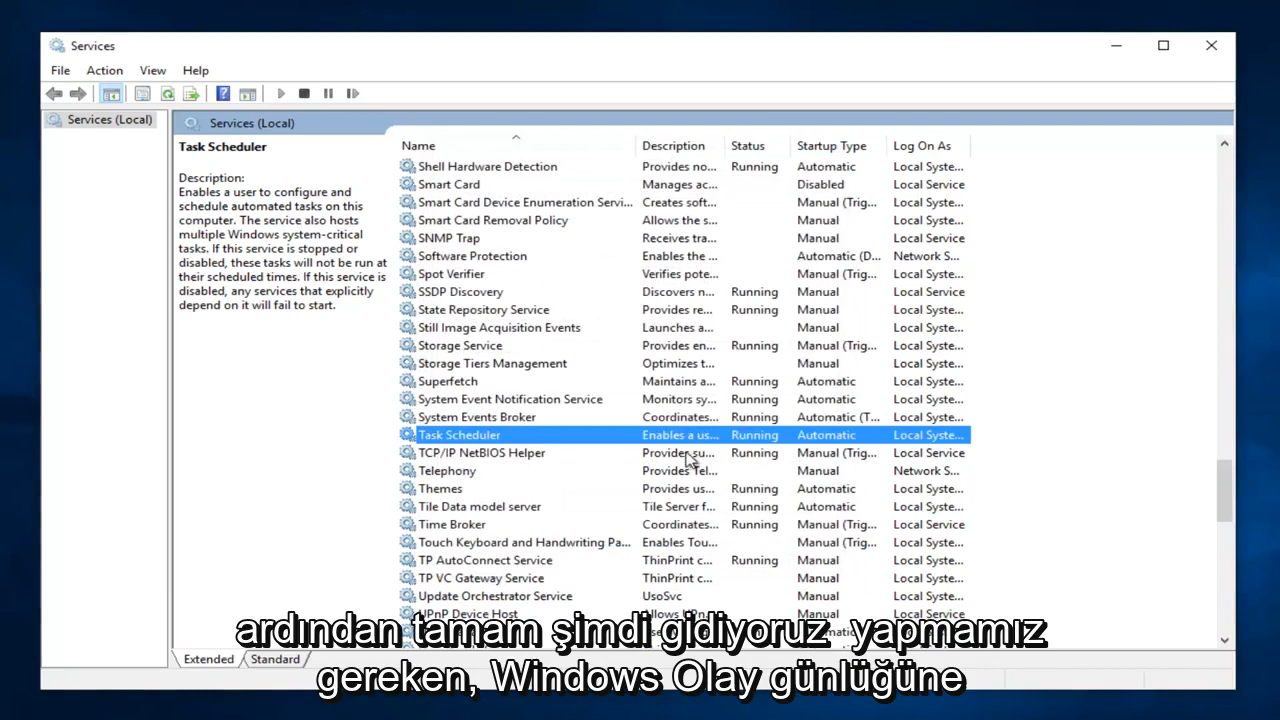 Services
File Action View Help
Services (Local)
Services (Local)
Task Scheduler
Description:
Enables a user to configure and
schedule automated tasks on this
computer. The service also hosts
multiple Windows system-critical
tasks. If this service is stopped or
disabled, these tasks will not be run at
their scheduled times. If this service is
disabled, any services that explicitly
depend on it will fail to start.
Name Description Status Startup Type Log On As
Shell Hardware Detection Provides no... Running Automatic Local Syste...
Smart Card Manages ac... Disabled Local Service
Smart Card Device Enumeration Servi... Creates soft... Manual (Trig... Local Syste...
Smart Card Removal Policy Allows the s... Manual Local Syste...
SNMP Trap Receives tra... Manual Local Service
Software Protection Enables the ... Automatic (D... Network S...
Spot Verifier Verifies pote... Manual (Trig... Local Syste...
SSDP Discovery Discovers n... Running Manual Local Service
State Repository Service Provides re... Running Manual Local Syste...
Still Image Acquisition Events Launches a... Manual Local Syste...
Storage Service Provides en... Running Manual (Trig... Local Syste...
Storage Tiers Management Optimizes t... Manual Local Syste...
Superfetch Maintains a... Running Automatic Local Syste...
System Event Notification Service Monitors sy... Running Automatic Local Syste...
System Events Broker Coordinates... Running Automatic (T... Local Syste...
Task Scheduler Enables a us... Running Automatic Local Syste...
TCP/IP NetBIOS Helper Provides su... Running Manual (Trig... Local Service
Telephony Provides Tel... Manual Network S...
Themes Provides us... Running Automatic Local Syste...
Tile Data model server Tile Server f... Running Automatic Local Syste...
Time Broker Coordinates... Running Manual (Trig... Local Service
Touch Keyboard and Handwriting Pa... Enables Tou... Manual (Trig... Local Syste...
TP AutoConnect Service ThinPrint c... Running Manual Local Syste...
TP VC Gateway Service ThinPrint c... Manual Local Syste...
Update Orchestrator Service UsoSvc Manual Local Syste...
UPnP Device Host Allows UPn...
ardından tamam şimdi gidiyoruz yapmamız
gereken, Windows Olay günlüğüne
Extended Standard